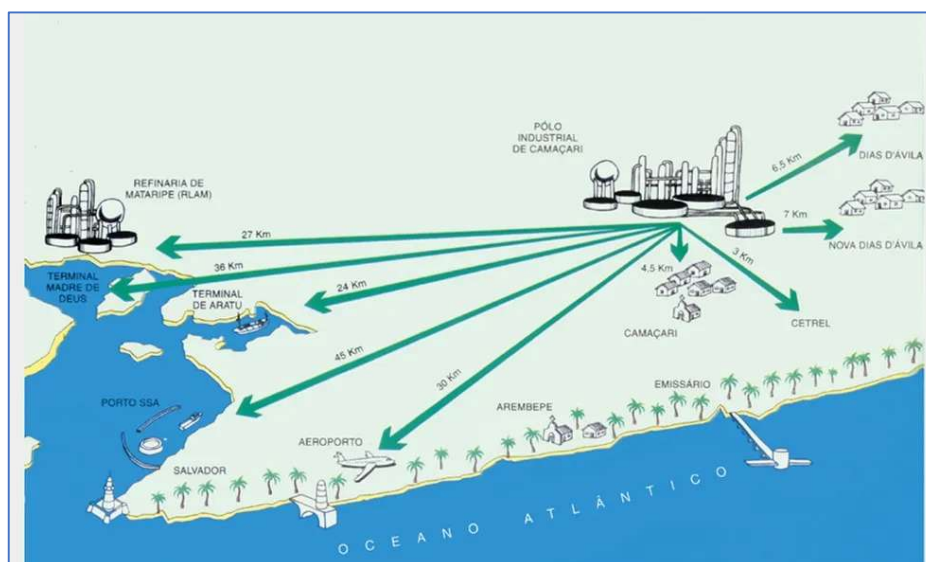 PÓLO
INDUSTRIAL
DE CAMAÇARI
6,5 Km
DIAS D'ÁVILA
REFINARIA DE
MATARIPE (RLAM)
7 Km
NOVA DIAS D'ÁVILA
27 Km
3 Km
36 Km
4,5 Km
TERMINAL
MADRE DE
DEUS
24 Km
TERMINAL
DE ARATU
CETREL
CAMAÇARI
45 Km
30 Km
EMISSÁRIO
PORTO SSA
AREMBEPE
AEROPORTO
SALVADOR
OCEANO ATLÂNTICO